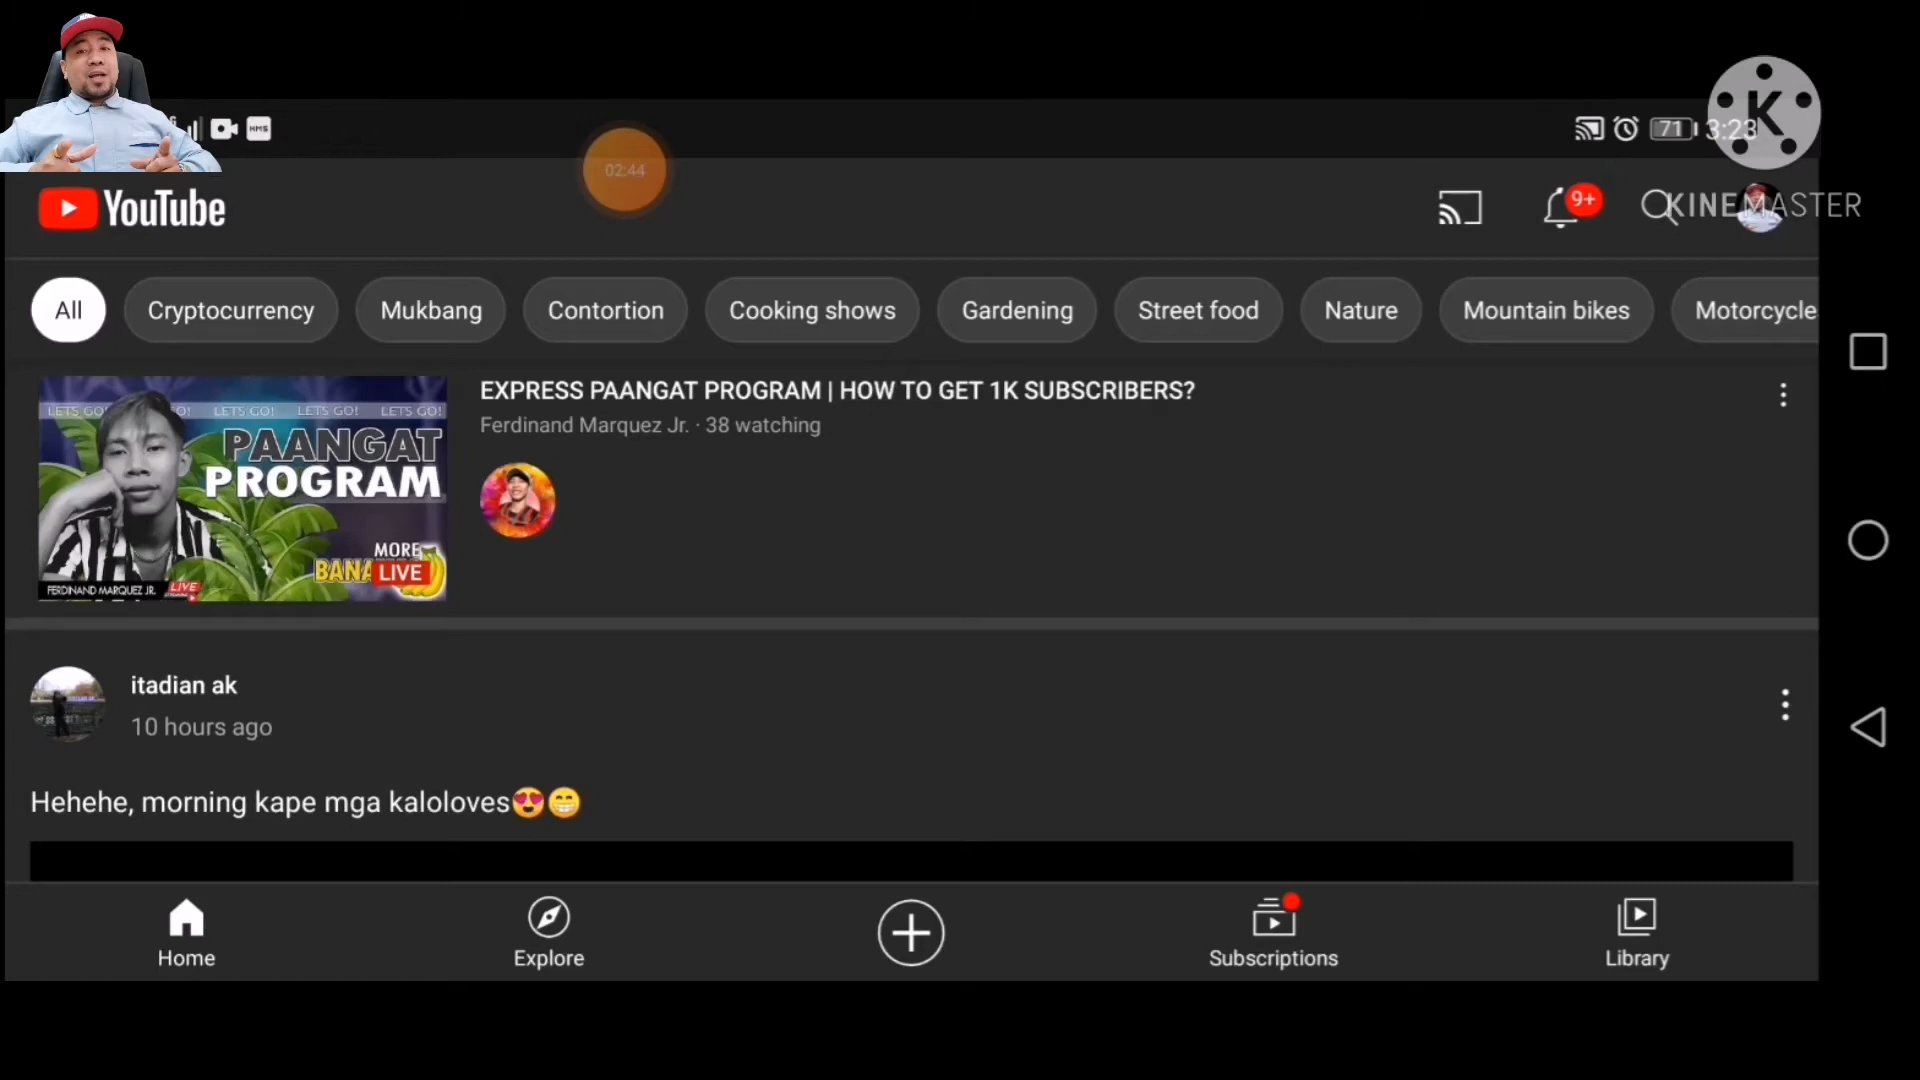 HMS
02:44
71
3:23
K
YouTube
9+
KINEMASTER
All
Cryptocurrency
Mukbang
Contortion
Cooking shows
Gardening
Street food
Nature
Mountain bikes
Motorcycle
LETS GO! LETS GO! LETS GO! LETS GO!
PAANGAT
PROGRAM
MORE
BANA
LIVE
FERDINAND MARQUEZ JR.
LIVE
EXPRESS PAANGAT PROGRAM | HOW TO GET 1K SUBSCRIBERS?
Ferdinand Marquez Jr. · 38 watching
itadian ak
10 hours ago
Hehehe, morning kape mga kaloloves😍😁
Home
Explore
Subscriptions
Library